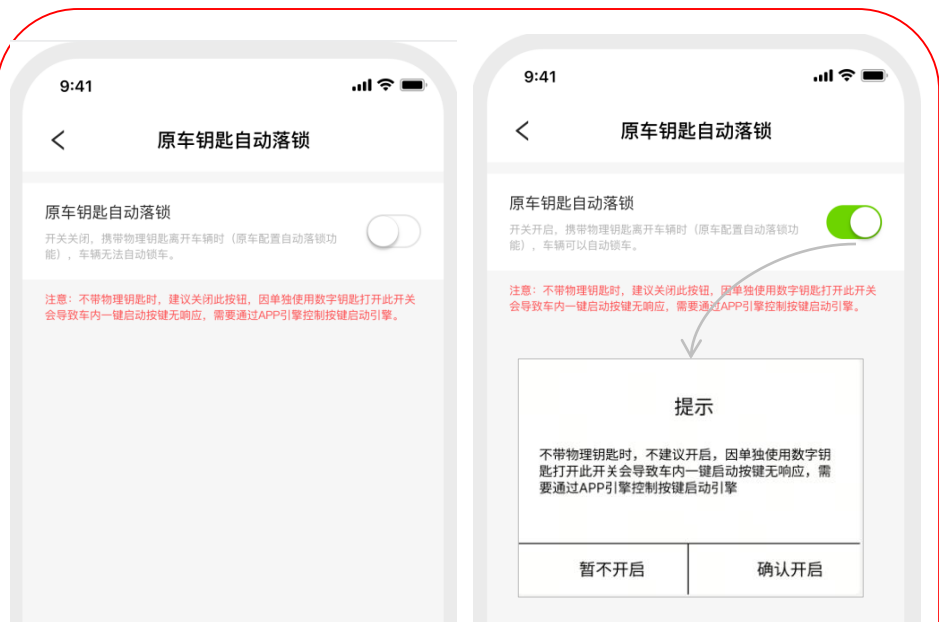 9:41
原车钥匙自动落锁
原车钥匙自动落锁
开关关闭，携带物理钥匙离开车辆时（原车配置自动落锁功
能），车辆无法自动锁车。
注意：不带物理钥匙时，建议关闭此按钮，因单独使用数字钥匙打开此开关
会导致车内一键启动按键无响应，需要通过APP引擎控制按键启动引擎。
9:41
原车钥匙自动落锁
原车钥匙自动落锁
开关开启，携带物理钥匙离开车辆时（原车配置自动落锁功
能），车辆可以自动锁车。
注意：不带物理钥匙时，建议关闭此按钮，因单独使用数字钥匙打开此开关
会导致车内一键启动按键无响应，需要通过APP引擎控制按键启动引擎。
提示
不带物理钥匙时，不建议开启，因单独使用数字钥
匙打开此开关会导致车内一键启动按键无响应，需
要通过APP引擎控制按键启动引擎
暂不开启
确认开启